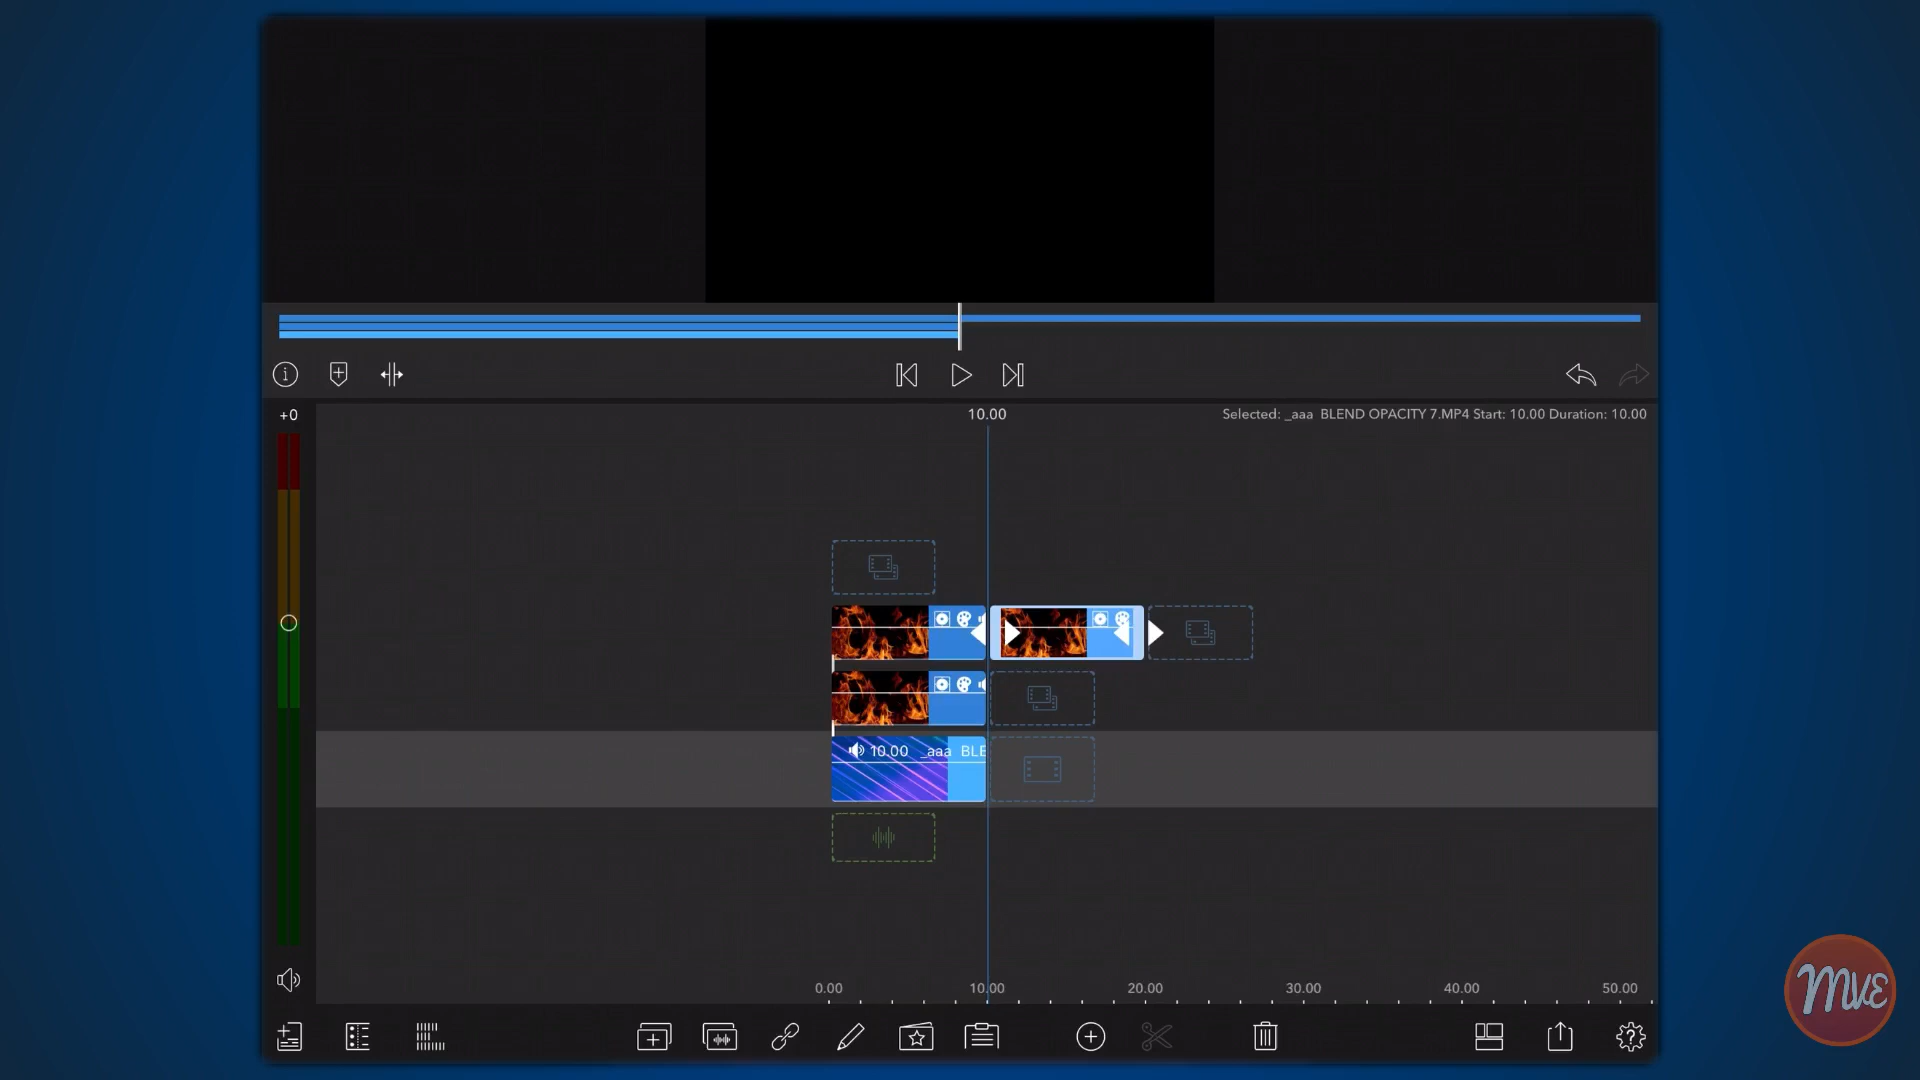 +0
10.00
Selected: _aaa BLEND OPACITY 7.MP4 Start: 10.00 Duration: 10.00
10.00 _aaa BLE
0.00 10.00 20.00 30.00 40.00 50.00
MVE